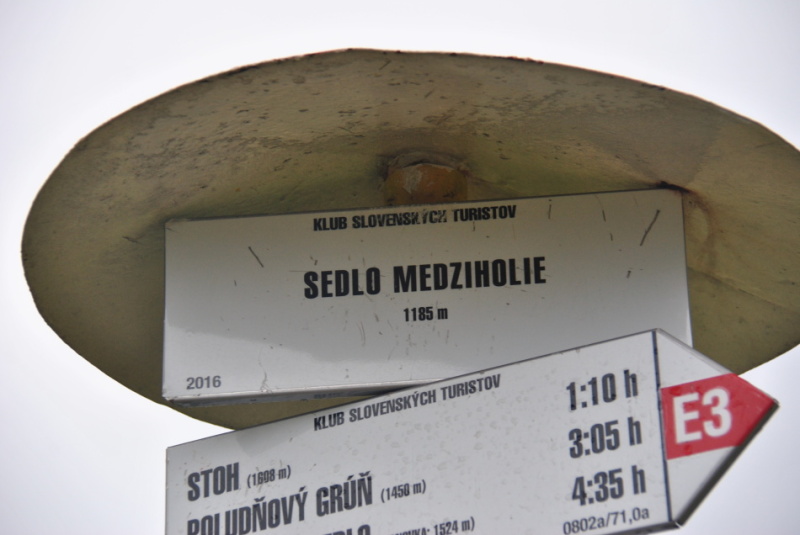 KLUB SLOVENSKÝCH TURISTOV
SEDLO MEDZIHOLIE
1185 m
2016
KLUB SLOVENSKÝCH TURISTOV
STOH (1608 m) 1:10 h
POLUDŇOVÝ GRÚŇ (1450 m) 3:05 h
1524 m) 4:35 h
0802a/71,0a
E3